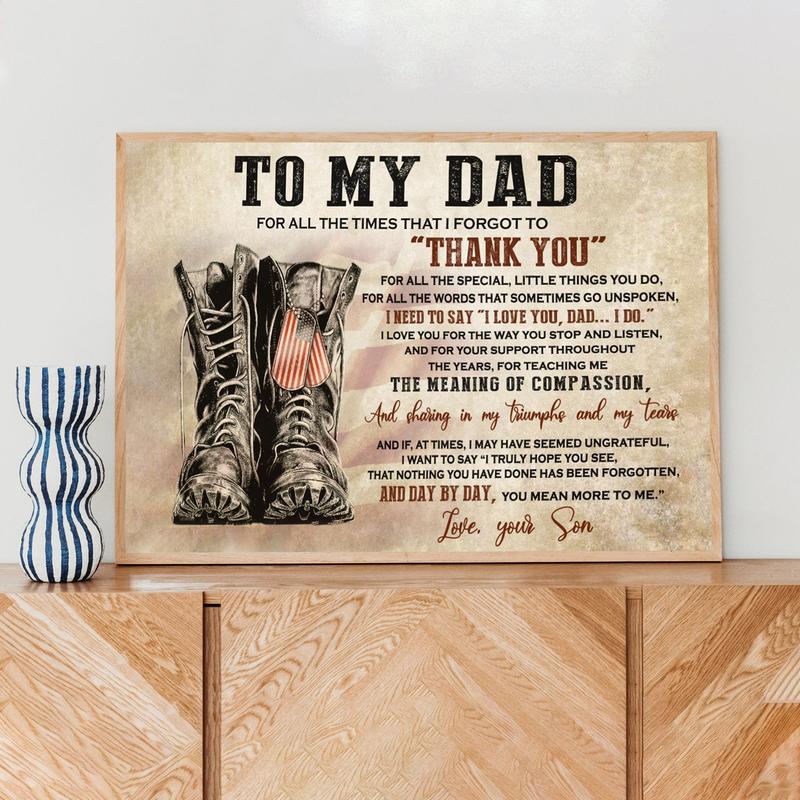 TO MY DAD
FOR ALL THE TIMES THAT I FORGOT TO
“THANK YOU”
FOR ALL THE SPECIAL, LITTLE THINGS YOU DO,
FOR ALL THE WORDS THAT SOMETIMES GO UNSPOKEN,
I NEED TO SAY “I LOVE YOU, DAD... I DO.”
I LOVE YOU FOR THE WAY YOU STOP AND LISTEN,
AND FOR YOUR SUPPORT THROUGHOUT
THE YEARS, FOR TEACHING ME
THE MEANING OF COMPASSION,
And sharing in my triumphs and my tears
AND IF, AT TIMES, I MAY HAVE SEEMED UNGRATEFUL,
I WANT TO SAY “I TRULY HOPE YOU SEE,
THAT NOTHING YOU HAVE DONE HAS BEEN FORGOTTEN,
AND DAY BY DAY, YOU MEAN MORE TO ME.”
Love, your Son